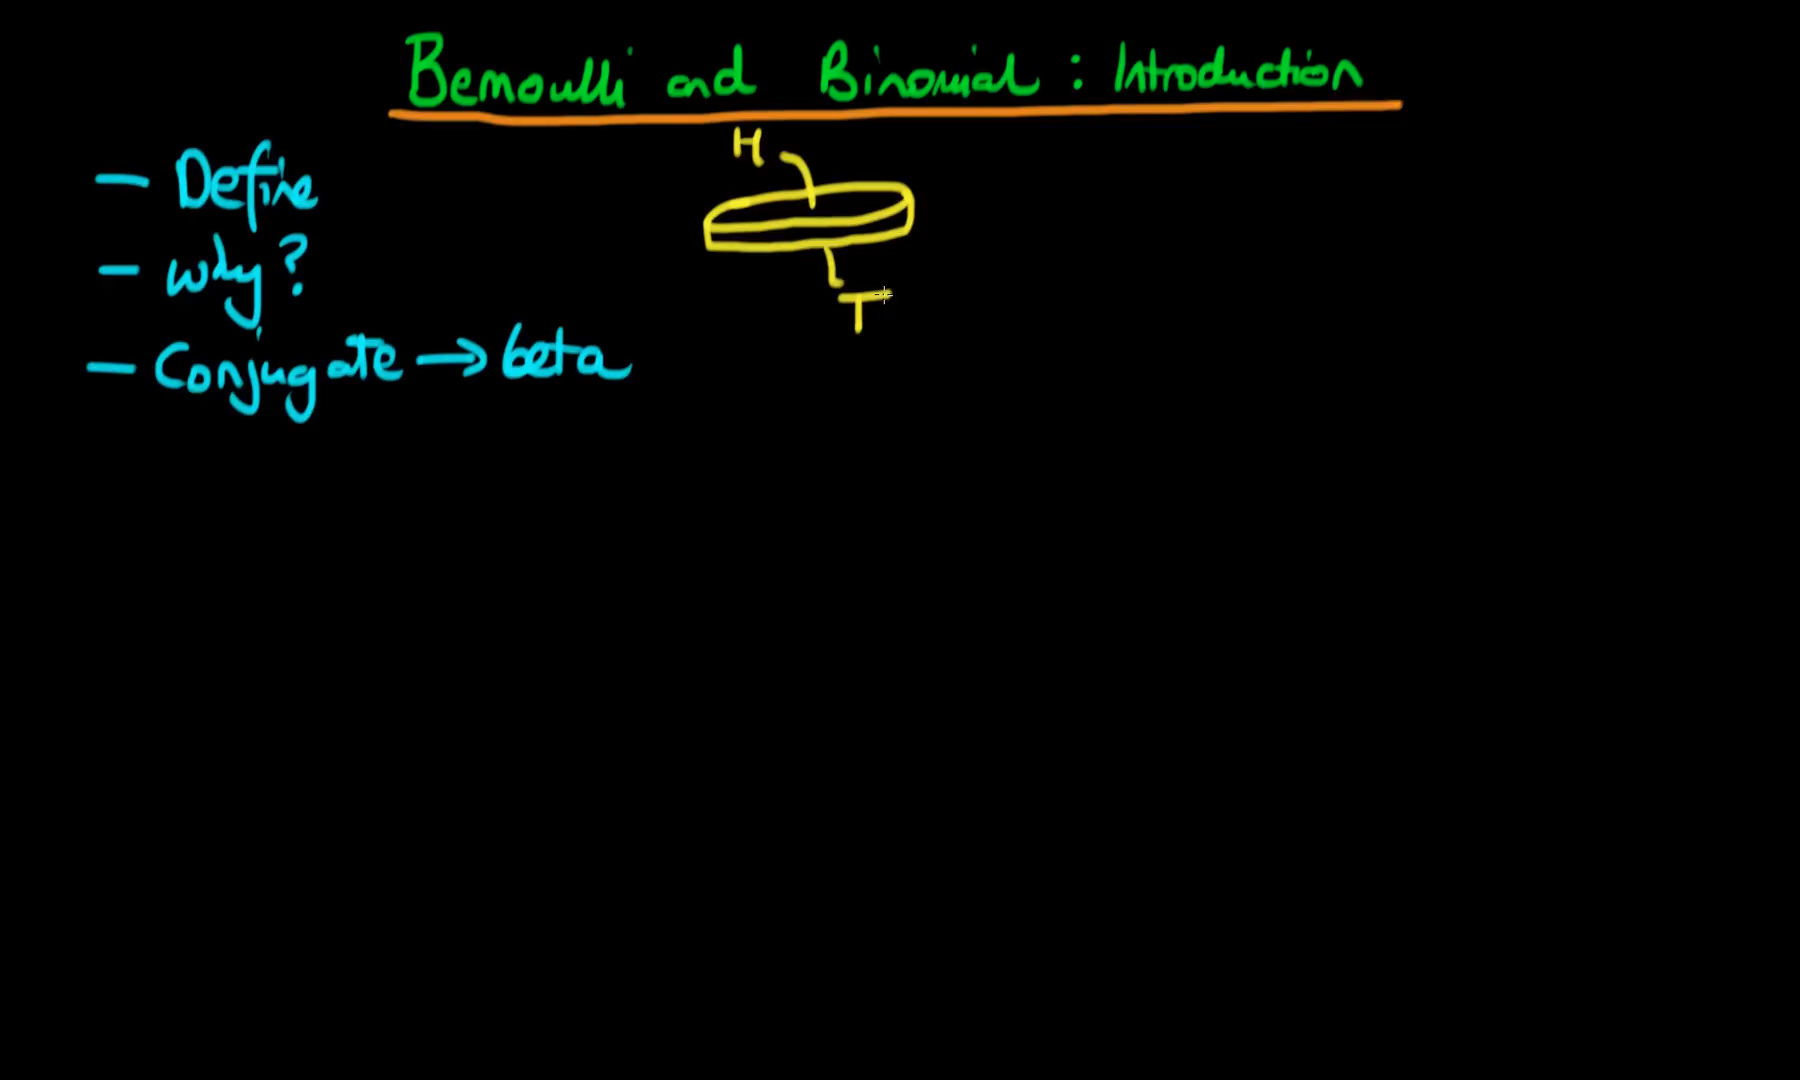 Bernoulli and Binomial : Introduction
- Define
- why?
- Conjugate → beta
H
T